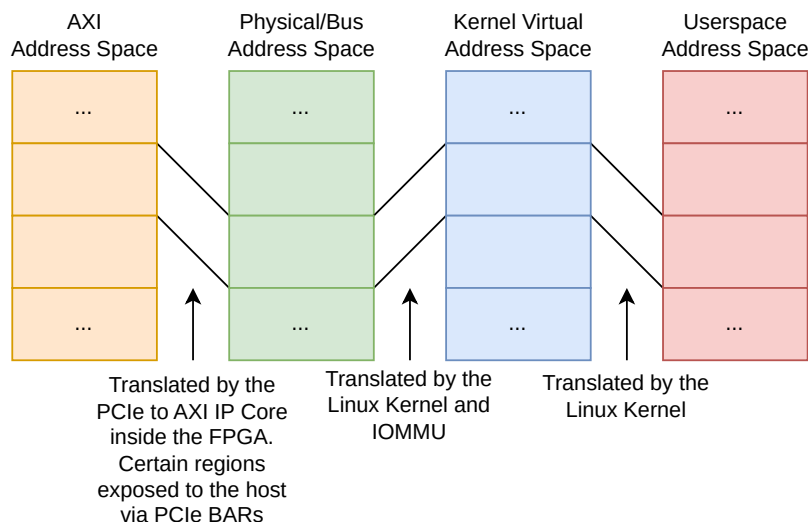 AXI
Address Space
Physical/Bus
Address Space
Kernel Virtual
Address Space
Userspace
Address Space
...
...
...
...
...
...
...
...
Translated by the
PCIe to AXI IP Core
inside the FPGA.
Certain regions
exposed to the host
via PCIe BARs
Translated by the
Linux Kernel and
IOMMU
Translated by the
Linux Kernel